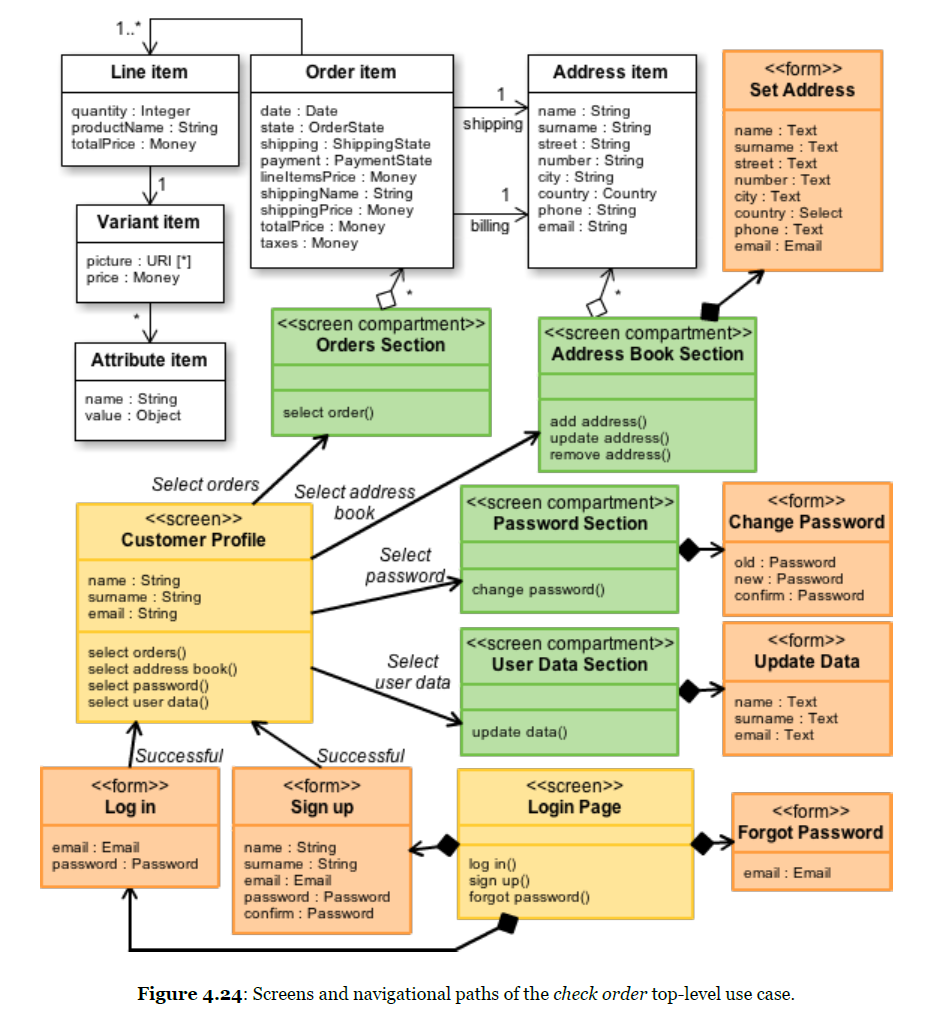 1..*
Line item
quantity : Integer
productName : String
totalPrice : Money
1
Variant item
picture : URI [*]
price : Money
*
Attribute item
name : String
value : Object
Order item
date : Date
state : OrderState
shipping : ShippingState
payment : PaymentState
lineItemsPrice : Money
shippingName : String
shippingPrice : Money
totalPrice : Money
taxes : Money
1
shipping
1
billing
Address item
name : String
surname : String
street : String
number : String
city : String
country : Country
phone : String
email : String
<<form>>
Set Address
name : Text
surname : Text
street : Text
number : Text
city : Text
country : Select
phone : Text
email : Email
*
<<screen compartment>>
Orders Section
select order()
*
<<screen compartment>>
Address Book Section
add address()
update address()
remove address()
Select orders
Select address
book
<<screen>>
Customer Profile
name : String
surname : String
email : String
select orders()
select address book()
select password()
select user data()
Select
password
<<screen compartment>>
Password Section
change password()
<<form>>
Change Password
old : Password
new : Password
confirm : Password
Select
user data
<<screen compartment>>
User Data Section
update data()
<<form>>
Update Data
name : Text
surname : Text
email : Text
Successful
Successful
<<form>>
Log in
email : Email
password : Password
<<form>>
Sign up
name : String
surname : String
email : Email
password : Password
confirm : Password
<<screen>>
Login Page
log in()
sign up()
forgot password()
<<form>>
Forgot Password
email : Email
Figure 4.24: Screens and navigational paths of the check order top-level use case.